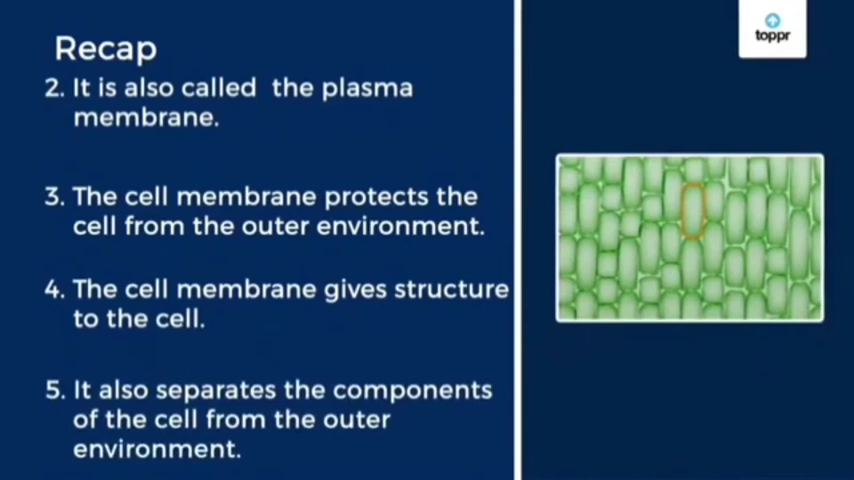 Recap
2. It is also called the plasma
membrane.
3. The cell membrane protects the
cell from the outer environment.
4. The cell membrane gives structure
to the cell.
5. It also separates the components
of the cell from the outer
environment.
toppr